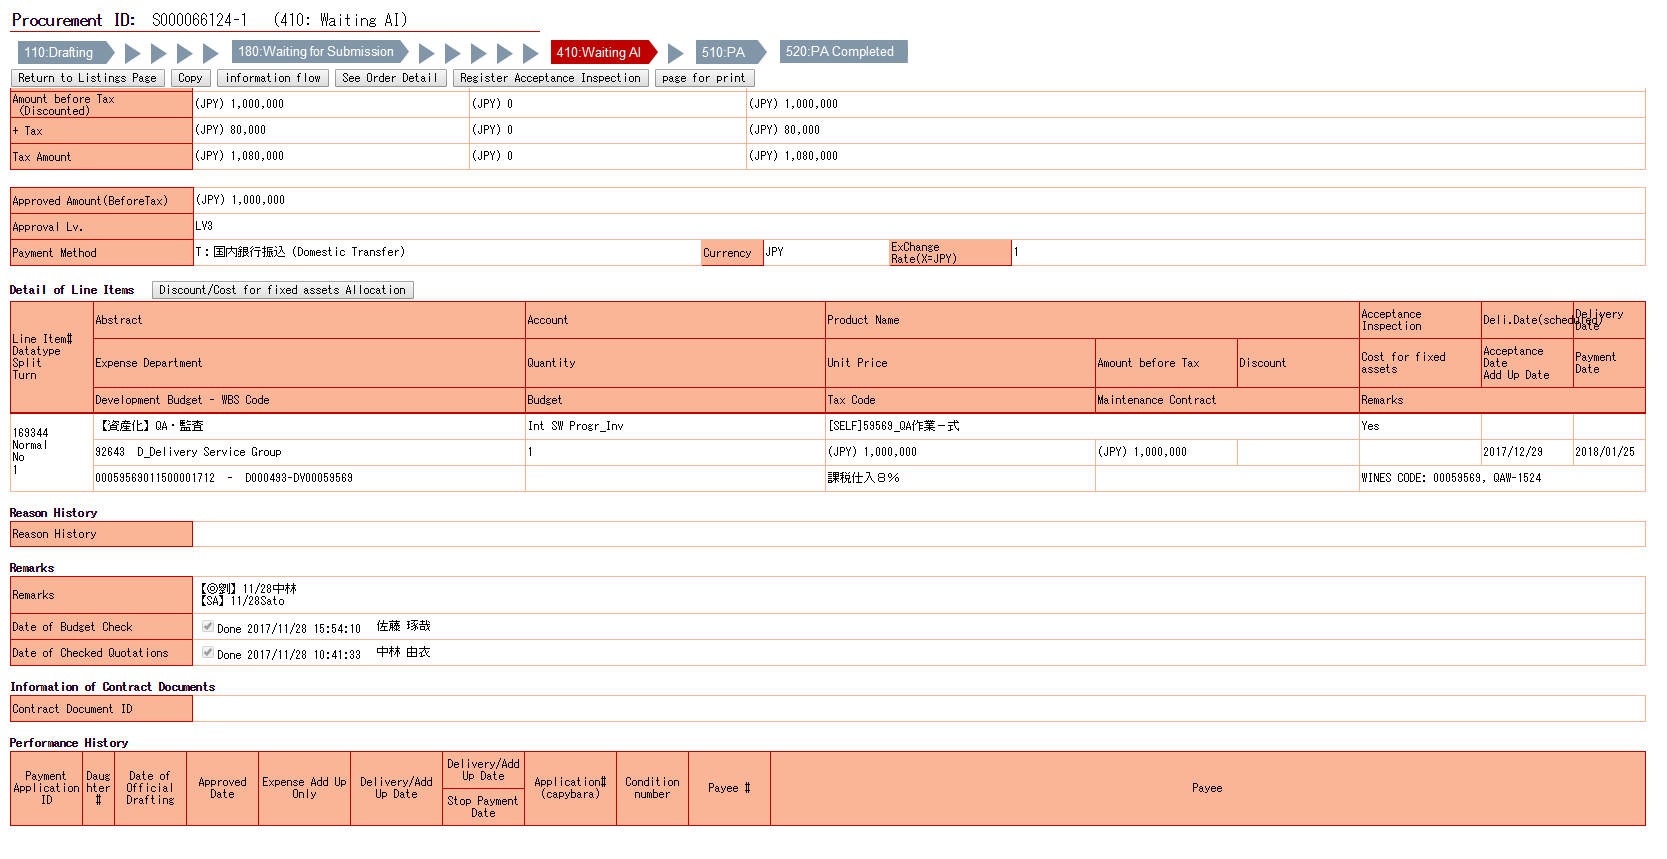 Procurement ID: S000066124-1 (410: Waiting AI)
110:Drafting 180:Waiting for Submission 410:Waiting AI 510:PA 520:PA Completed
Return to Listings Page Copy information flow See Order Detail Register Acceptance Inspection page for print
Amount before Tax
(Discounted) (JPY) 1,000,000 (JPY) 0 (JPY) 1,000,000
+ Tax (JPY) 80,000 (JPY) 0 (JPY) 80,000
Tax Amount (JPY) 1,080,000 (JPY) 0 (JPY) 1,080,000
Approved Amount(BeforeTax) (JPY) 1,000,000
Approval Lv. LV3
Payment Method T：国内銀行振込 (Domestic Transfer) Currency JPY ExChange
Rate(X=JPY) 1
Detail of Line Items Discount/Cost for fixed assets Allocation
Line Item#
Datatype
Split
Turn
Abstract Account Product Name Acceptance
Inspection Deli.Date(scheduled) Delivery
Date
Expense Department Quantity Unit Price Amount before Tax Discount Cost for fixed
assets Acceptance
Date
Add Up Date Payment
Date
Development Budget - WBS Code Budget Tax Code Maintenance Contract Remarks
169344
Normal
No
1
【資産化】QA・監査 Int SW Progr_Inv [SELF]59569_QA作業一式 Yes
92643 D_Delivery Service Group 1 (JPY) 1,000,000 (JPY) 1,000,000 2017/12/29 2018/01/25
00059569011500001712 - D000493-DV00059569 課税仕入８％ WINES CODE: 00059569, QAW-1524
Reason History
Reason History
Remarks
Remarks 【◎劉】11/28中林
【SA】11/28Sato
Date of Budget Check Done 2017/11/28 15:54:10 佐藤 琢哉
Date of Checked Quotations Done 2017/11/28 10:41:33 中林 由衣
Information of Contract Documents
Contract Document ID
Performance History
Payment
Application
ID
Daug
hter
#
Date of
Official
Drafting
Approved
Date
Expense Add Up
Only
Delivery/Add
Up Date
Delivery/Add
Up Date
Stop Payment
Date
Application#
(capybara)
Condition
number
Payee #
Payee